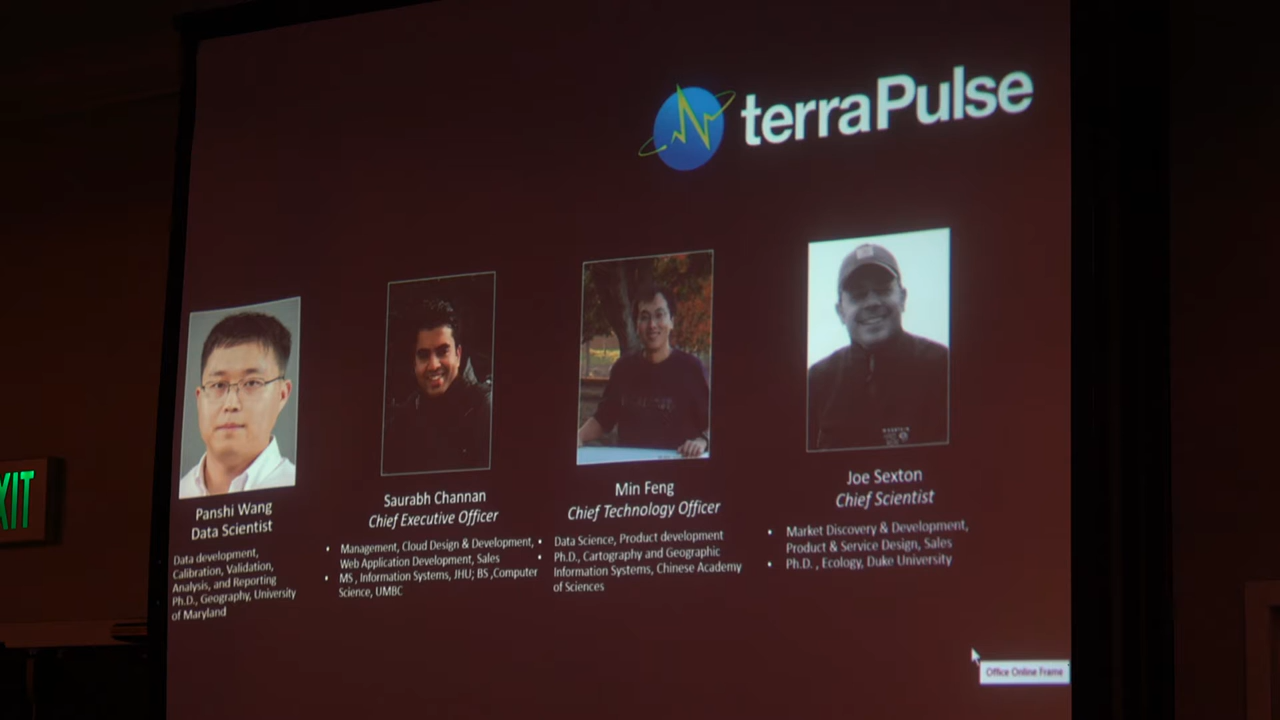 terraPulse
Panshi Wang
Data Scientist
Data development,
Calibration, Validation,
Analysis, and Reporting
Ph.D., Geography, University
of Maryland
Saurabh Channan
Chief Executive Officer
• Management, Cloud Design & Development,
Web Application Development, Sales
• MS , Information Systems, JHU; BS ,Computer
Science, UMBC
Min Feng
Chief Technology Officer
• Data Science, Product development
• Ph.D., Cartography and Geographic
Information Systems, Chinese Academy
of Sciences
Joe Sexton
Chief Scientist
• Market Discovery & Development,
Product & Service Design, Sales
• Ph.D. , Ecology, Duke University
XIT
Office Online Frame